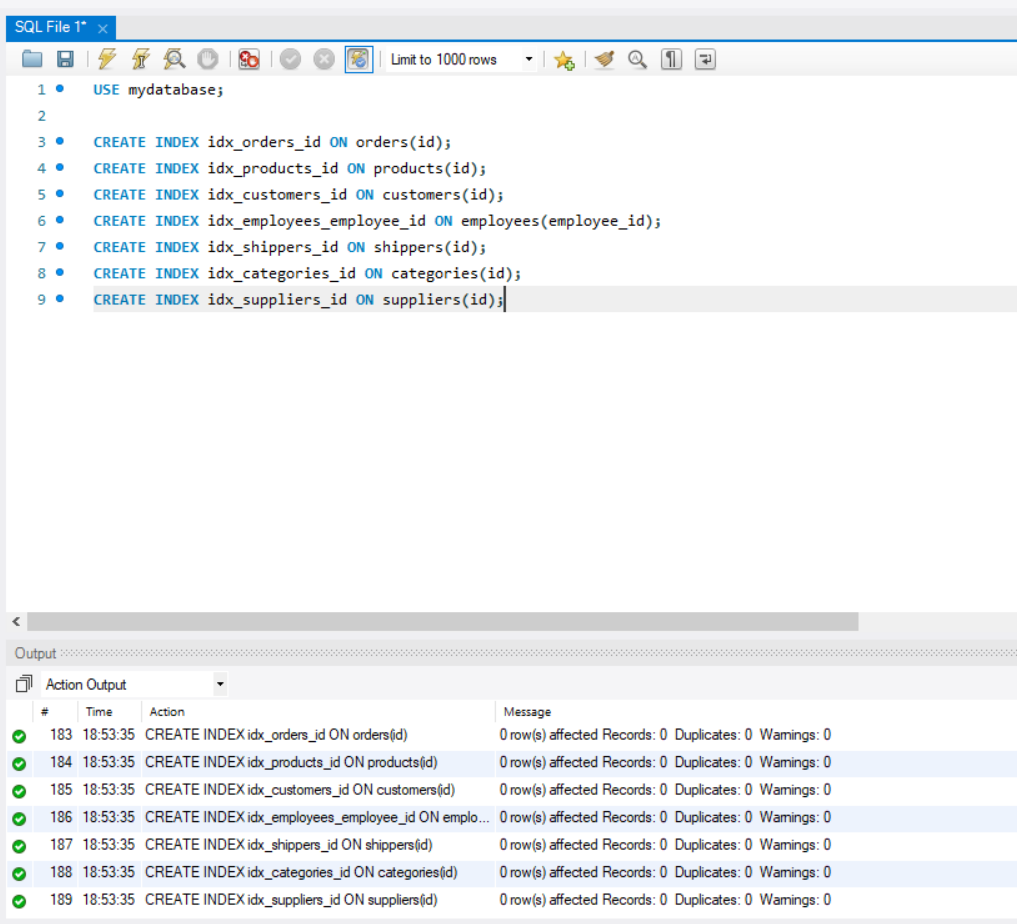 SQL File 1*
Limit to 1000 rows
1 USE mydatabase;
2
3 CREATE INDEX idx_orders_id ON orders(id);
4 CREATE INDEX idx_products_id ON products(id);
5 CREATE INDEX idx_customers_id ON customers(id);
6 CREATE INDEX idx_employees_employee_id ON employees(employee_id);
7 CREATE INDEX idx_shippers_id ON shippers(id);
8 CREATE INDEX idx_categories_id ON categories(id);
9 CREATE INDEX idx_suppliers_id ON suppliers(id);
Output
Action Output
# Time Action Message
183 18:53:35 CREATE INDEX idx_orders_id ON orders(id) 0 row(s) affected Records: 0 Duplicates: 0 Warnings: 0
184 18:53:35 CREATE INDEX idx_products_id ON products(id) 0 row(s) affected Records: 0 Duplicates: 0 Warnings: 0
185 18:53:35 CREATE INDEX idx_customers_id ON customers(id) 0 row(s) affected Records: 0 Duplicates: 0 Warnings: 0
186 18:53:35 CREATE INDEX idx_employees_employee_id ON emplo... 0 row(s) affected Records: 0 Duplicates: 0 Warnings: 0
187 18:53:35 CREATE INDEX idx_shippers_id ON shippers(id) 0 row(s) affected Records: 0 Duplicates: 0 Warnings: 0
188 18:53:35 CREATE INDEX idx_categories_id ON categories(id) 0 row(s) affected Records: 0 Duplicates: 0 Warnings: 0
189 18:53:35 CREATE INDEX idx_suppliers_id ON suppliers(id) 0 row(s) affected Records: 0 Duplicates: 0 Warnings: 0